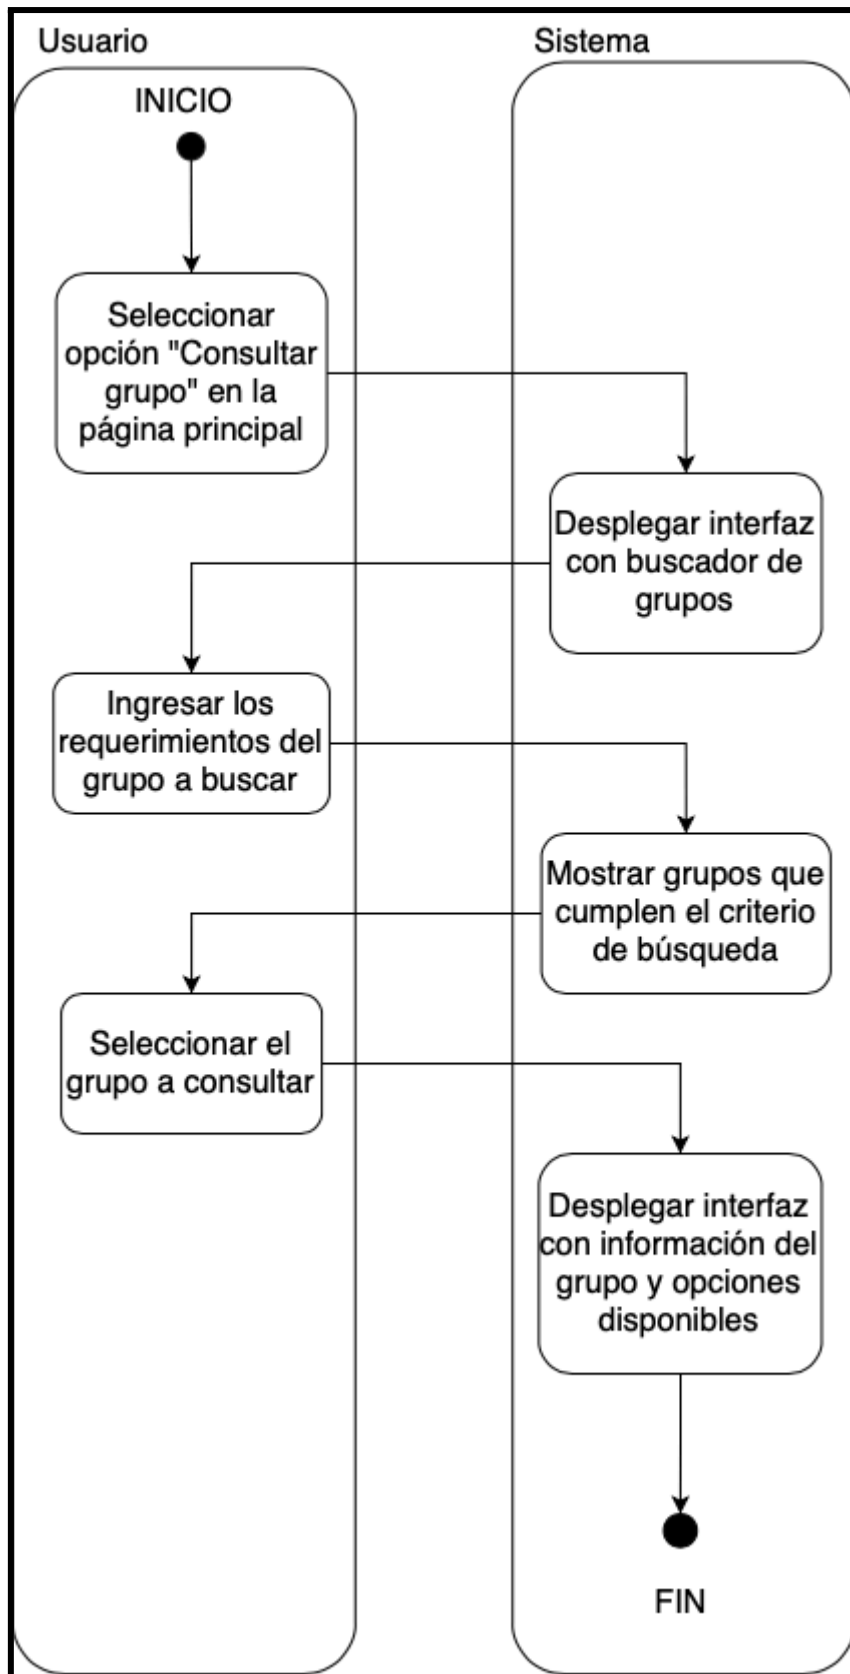 Usuario
Sistema
INICIO
Seleccionar
opción "Consultar
grupo" en la
página principal
Desplegar interfaz
con buscador de
grupos
Ingresar los
requerimientos del
grupo a buscar
Mostrar grupos que
cumplen el criterio
de búsqueda
Seleccionar el
grupo a consultar
Desplegar interfaz
con información del
grupo y opciones
disponibles
FIN